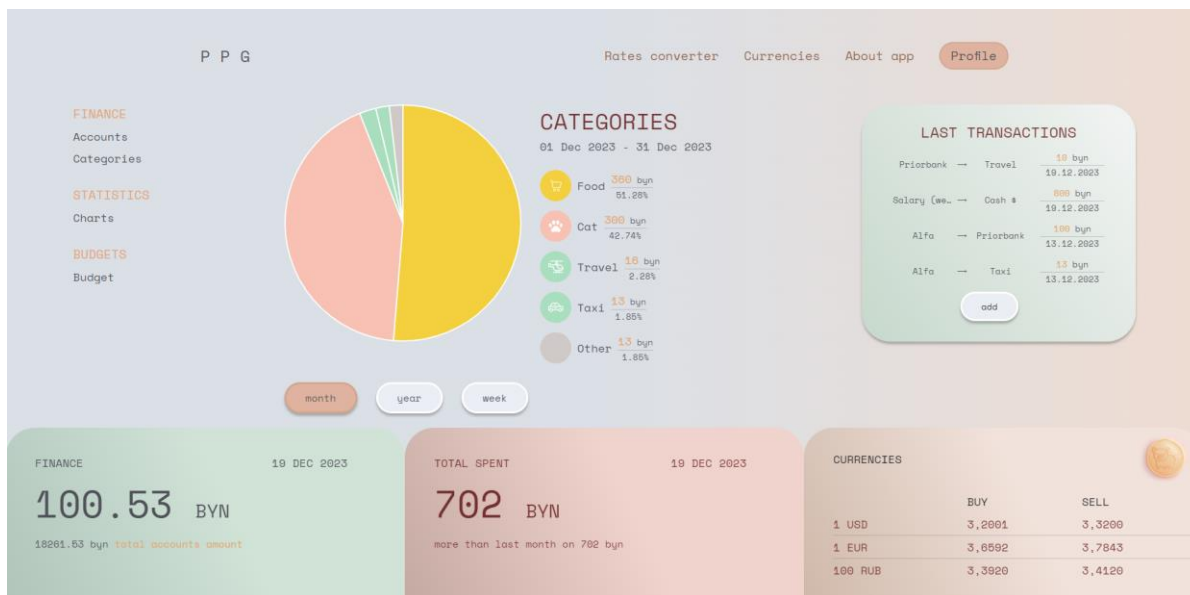 P P G
Rates converter Currencies About app Profile
FINANCE
Accounts
Categories
STATISTICS
Charts
BUDGETS
Budget
CATEGORIES
01 Dec 2023 - 31 Dec 2023
Food 360 byn
51.28%
Cat 300 byn
42.74%
Travel 16 byn
2.28%
Taxi 13 byn
1.85%
Other 13 byn
1.85%
month year week
LAST TRANSACTIONS
Priorbank → Travel 10 byn
19.12.2023
Salary (we… → Cash $ 800 byn
19.12.2023
Alfa → Priorbank 100 byn
13.12.2023
Alfa → Taxi 13 byn
13.12.2023
add
FINANCE 19 DEC 2023
100.53 BYN
18261.53 byn total accounts amount
TOTAL SPENT 19 DEC 2023
702 BYN
more than last month on 702 byn
CURRENCIES
BUY SELL
1 USD 3,2001 3,3200
1 EUR 3,6592 3,7843
100 RUB 3,3920 3,4120